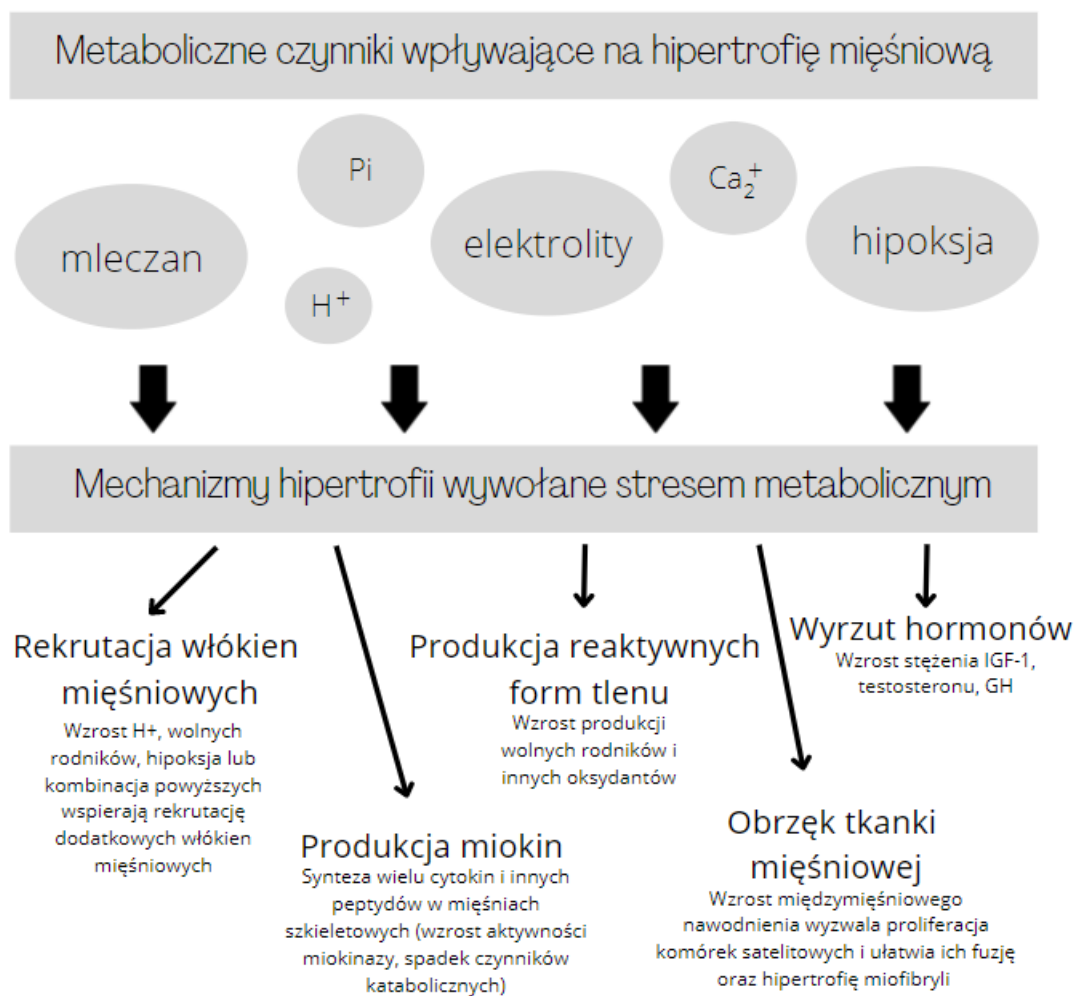 Metaboliczne czynniki wpływające na hipertrofię mięśniową
mleczan
Pi
H+
elektrolity
Ca2+
hipoksja
Mechanizmy hipertrofii wywołane stresem metabolicznym
Rekrutacja włókien
mięśniowych
Wzrost H+, wolnych
rodników, hipoksja lub
kombinacja powyższych
wspierają rekrutację
dodatkowych włókien
mięśniowych
Produkcja miokin
Synteza wielu cytokin i innych
peptydów w mięśniach
szkieletowych (wzrost aktywności
miokinazy, spadek czynników
katabolicznych)
Produkcja reaktywnych
form tlenu
Wzrost produkcji
wolnych rodników i
innych oksydantów
Obrzęk tkanki
mięśniowej
Wzrost międzymięśniowego
nawodnienia wyzwala proliferacja
komórek satelitowych i ułatwia ich fuzję
oraz hipertrofię miofibryli
Wyrzut hormonów
Wzrost stężenia IGF-1,
testosteronu, GH